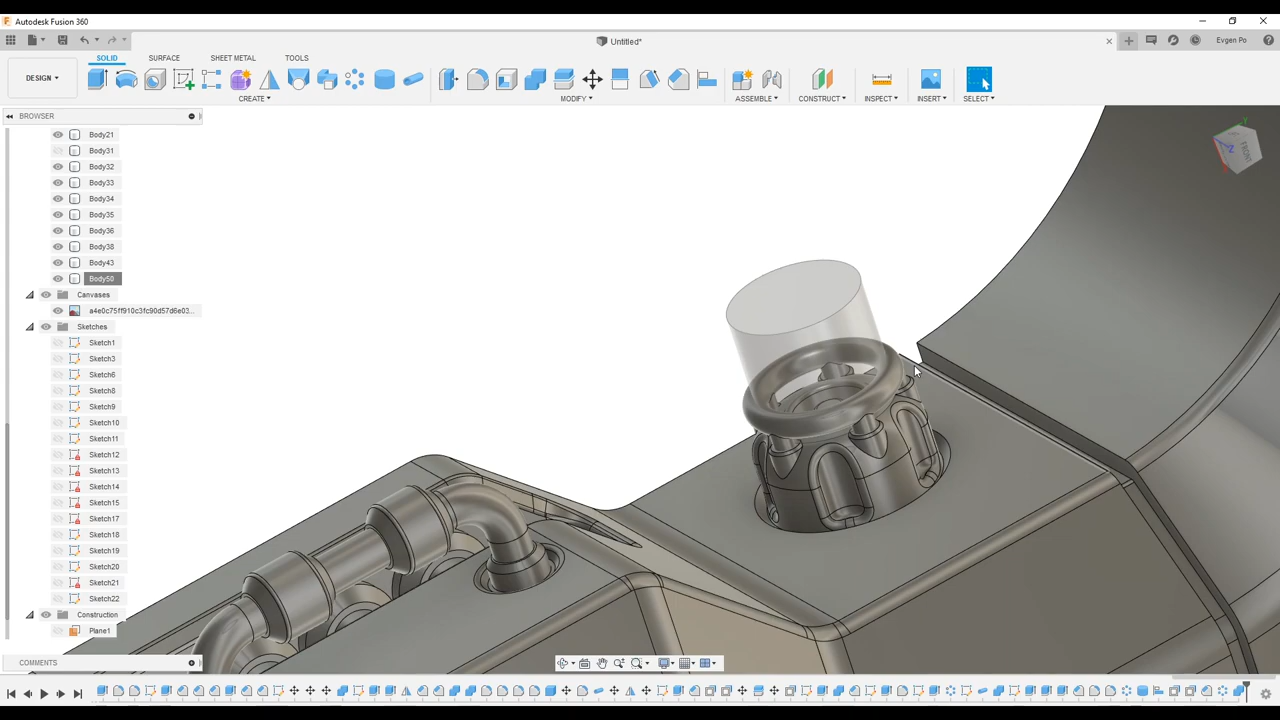 Autodesk Fusion 360
Untitled*
Evgen Po
SOLID SURFACE SHEET METAL TOOLS
DESIGN
CREATE MODIFY ASSEMBLE CONSTRUCT INSPECT INSERT SELECT
BROWSER
Body21
Body31
Body32
Body33
Body34
Body35
Body36
Body38
Body43
Body50
Canvases
a4e0c75ff910c3fc90d57d6e03...
Sketches
Sketch1
Sketch3
Sketch6
Sketch8
Sketch9
Sketch10
Sketch11
Sketch12
Sketch13
Sketch14
Sketch15
Sketch17
Sketch18
Sketch19
Sketch20
Sketch21
Sketch22
Construction
Plane1
COMMENTS
Y
Z
X
FRONT